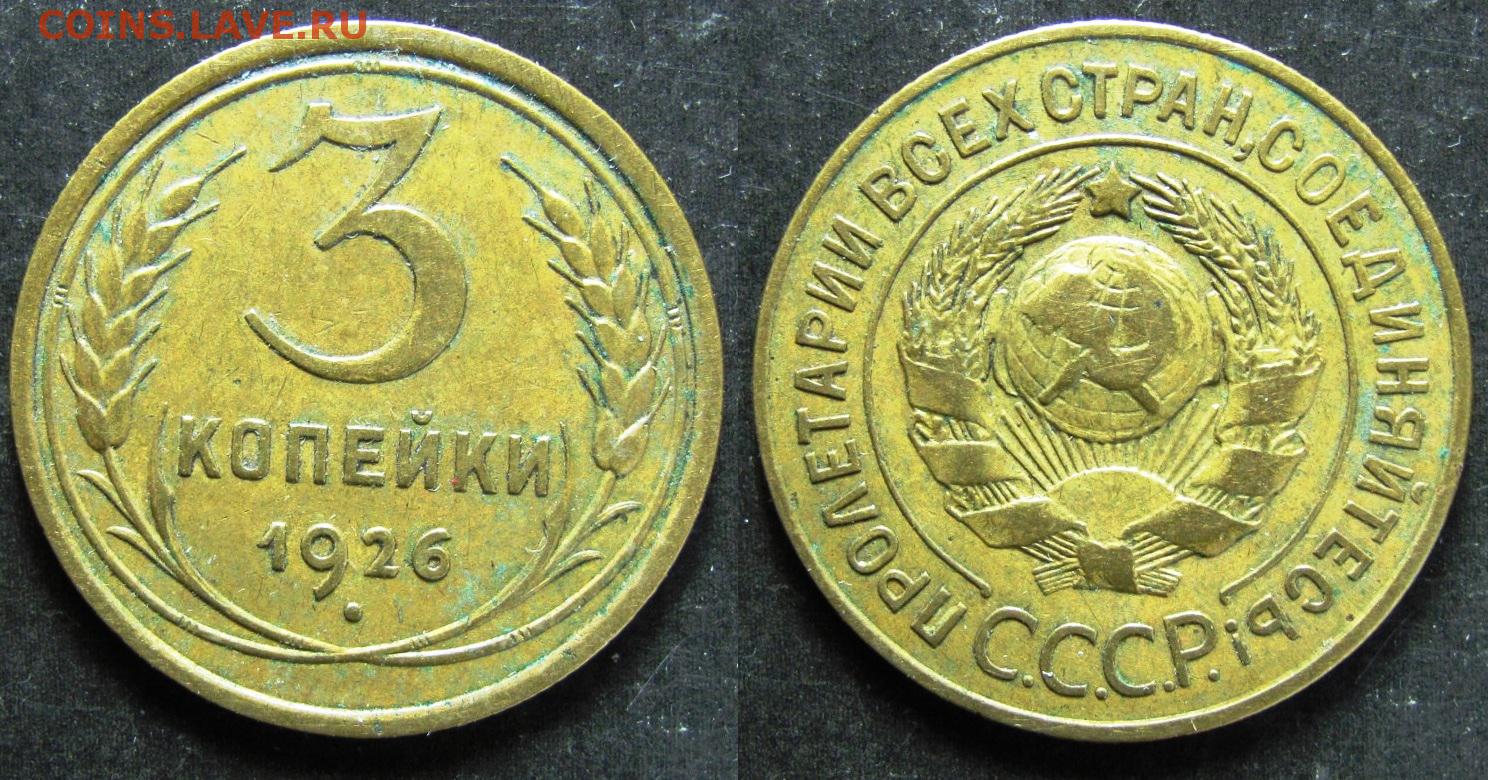 COINS.LAVE.RU
3
КОПЕЙКИ
1926
ПРОЛЕТАРИИ ВСЕХ СТРАН, СОЕДИНЯЙТЕСЬ!
С.С.С.Р.